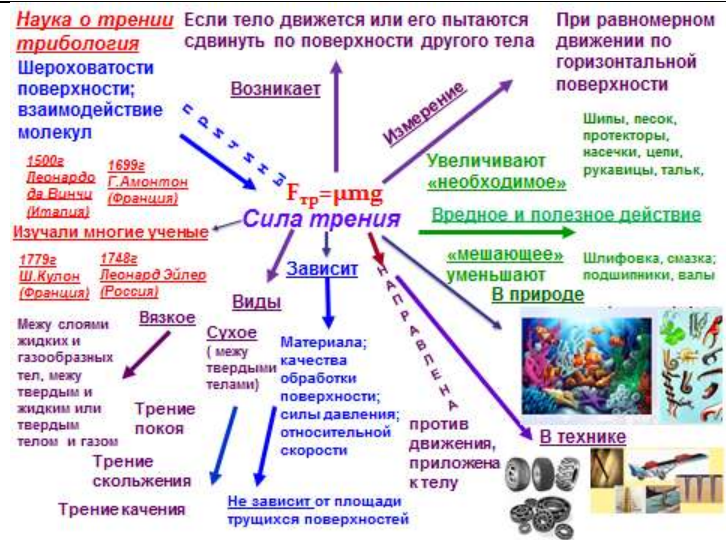 Наука о трении
трибология
Если тело движется или его пытаются
сдвинуть по поверхности другого тела
При равномерном
движении по
горизонтальной
поверхности
Шероховатости
поверхности;
взаимодействие
молекул
причины
Возникает
Измерение
Шипы, песок,
протекторы,
насечки, цепи,
рукавицы, тальк,
Увеличивают
«необходимое»
1500г
Леонардо
да Винчи
(Италия)
1699г
Г.Амонтон
(Франция)
Fтр=μmg
Сила трения
Вредное и полезное действие
Изучали многие ученые
1779г
Ш.Кулон
(Франция)
1748г
Леонард Эйлер
(Россия)
Зависит
НАПРАВЛЕНА
«мешающее»
уменьшают
Шлифовка, смазка;
подшипники, валы
В природе
Виды
Вязкое
Сухое
( межу
твердыми
телами)
Межу слоями
жидких и
газообразных
тел, межу
твердым и
жидким или
твердым
телом и газом
Материала;
качества
обработки
поверхности;
силы давления;
относительной
скорости
Трение
покоя
против
движения,
приложена
к телу
В технике
Трение
скольжения
Трение качения
Не зависит от площади
трущихся поверхностей